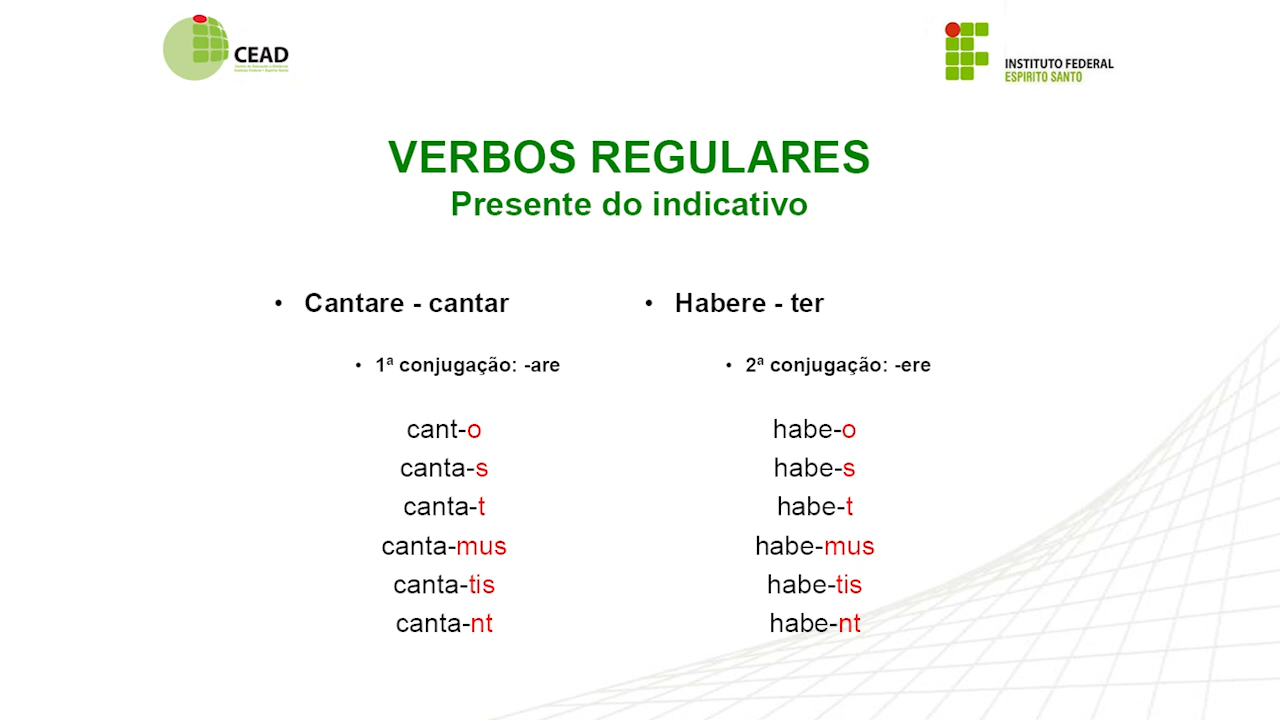 CEAD
INSTITUTO FEDERAL
ESPÍRITO SANTO
VERBOS REGULARES
Presente do indicativo
• Cantare - cantar
• 1ª conjugação: -are
cant-o
canta-s
canta-t
canta-mus
canta-tis
canta-nt
• Habere - ter
• 2ª conjugação: -ere
habe-o
habe-s
habe-t
habe-mus
habe-tis
habe-nt